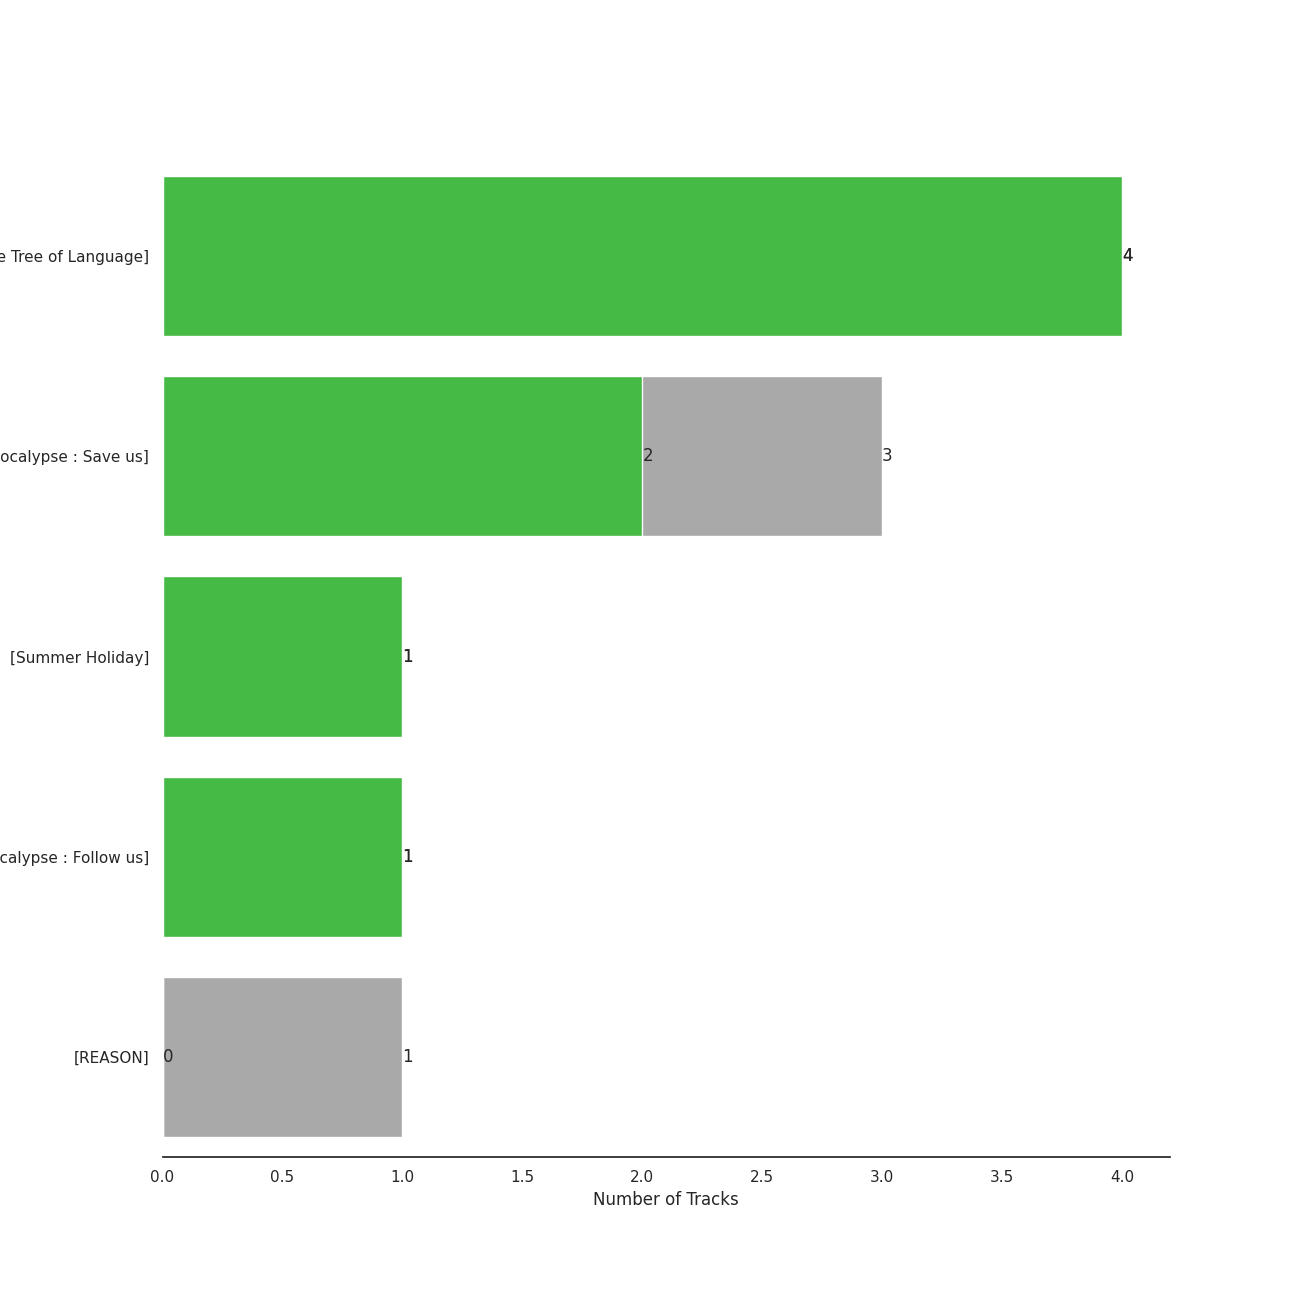 e Tree of Language]
4
ocalypse : Save us]
2
3
[Summer Holiday]
1
calypse : Follow us]
1
[REASON]
0
1
0.0 0.5 1.0 1.5 2.0 2.5 3.0 3.5 4.0
Number of Tracks